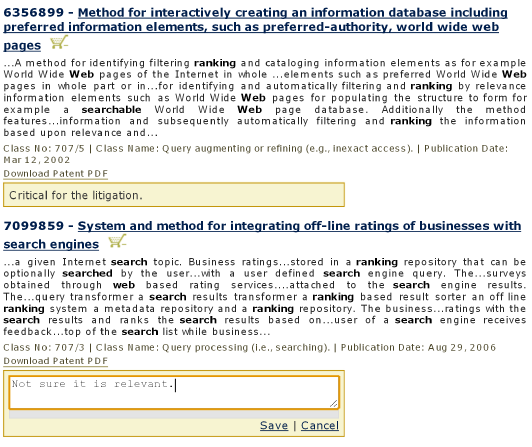 6356899 - Method for interactively creating an information database including
preferred information elements, such as preferred-authority, world wide web
pages
...A method for identifying filtering ranking and cataloging information elements as for example
World Wide Web pages of the Internet in whole ...elements such as preferred World Wide Web
pages in whole part or in...for identifying and automatically filtering and ranking by relevance
information elements such as World Wide Web pages for populating the structure to form for
example a searchable World Wide Web page database. Additionally the method
features...information and subsequently automatically filtering and ranking the information
based upon relevance and...
Class No: 707/5 | Class Name: Query augmenting or refining (e.g., inexact access). | Publication Date:
Mar 12, 2002
Download Patent PDF
Critical for the litigation.
7099859 - System and method for integrating off-line ratings of businesses with
search engines
...a given Internet search topic. Business ratings...stored in a ranking repository that can be
optionally searched by the user...with a user defined search engine query. The...surveys
obtained through web based rating services....attached to the search engine results.
The...query transformer a search results transformer a ranking based result sorter an off line
ranking system a metadata repository and a ranking repository. The business...ratings with the
search results and ranks the search results based on...user of a search engine receives
feedback...top of the search list while business...
Class No: 707/3 | Class Name: Query processing (i.e., searching). | Publication Date: Aug 29, 2006
Download Patent PDF
Not sure it is relevant.
Save | Cancel